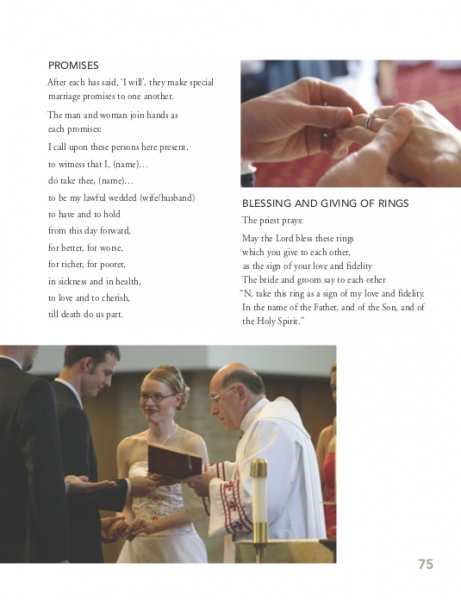 PROMISES
After each has said, ‘I will’, they make special
marriage promises to one another.
The man and woman join hands as
each promises:
I call upon these persons here present,
to witness that I, (name)…
do take thee, (name)…
to be my lawful wedded (wife/husband)
to have and to hold
from this day forward,
for better, for worse,
for richer, for poorer,
in sickness and in health,
to love and to cherish,
till death do us part.
BLESSING AND GIVING OF RINGS
The priest prays:
May the Lord bless these rings
which you give to each other,
as the sign of your love and fidelity
The bride and groom say to each other
“N, take this ring as a sign of my love and fidelity.
In the name of the Father, and of the Son, and of
the Holy Spirit.”
75